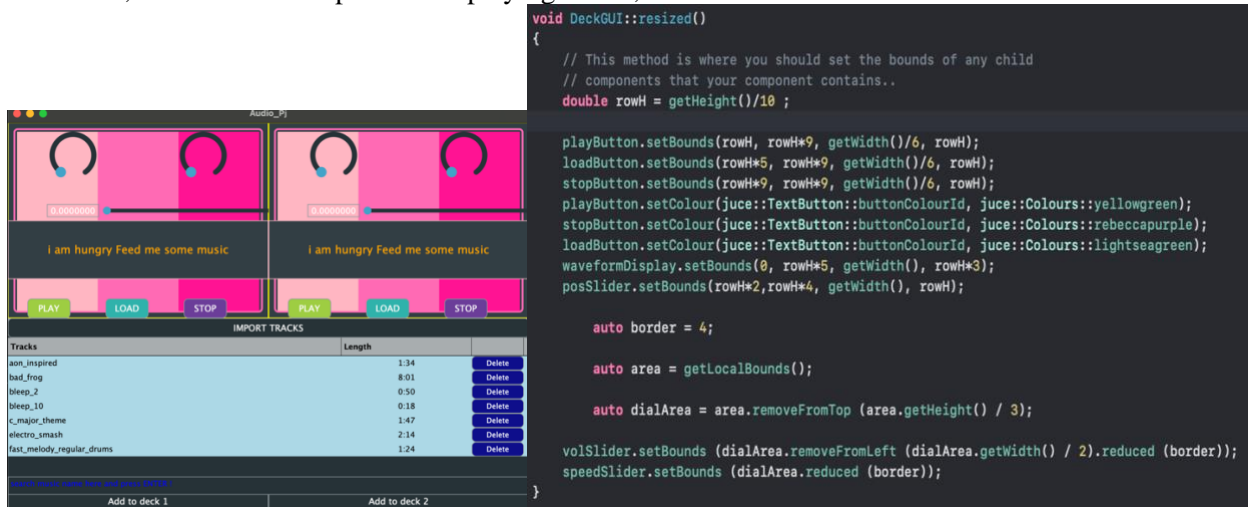 Audio_Pj
0.0000000
0.0000000
i am hungry Feed me some music
i am hungry Feed me some music
PLAY LOAD STOP
PLAY LOAD STOP
IMPORT TRACKS
Tracks Length
aon_inspired 1:34 Delete
bad_frog 8:01 Delete
bleep_2 0:50 Delete
bleep_10 0:18 Delete
c_major_theme 1:47 Delete
electro_smash 2:14 Delete
fast_melody_regular_drums 1:24 Delete
music name here and press ENTER
Add to deck 1 Add to deck 2
void DeckGUI::resized()
{
// This method is where you should set the bounds of any child
// components that your component contains..
double rowH = getHeight()/10 ;
playButton.setBounds(rowH, rowH*9, getWidth()/6, rowH);
loadButton.setBounds(rowH*5, rowH*9, getWidth()/6, rowH);
stopButton.setBounds(rowH*9, rowH*9, getWidth()/6, rowH);
playButton.setColour(juce::TextButton::buttonColourId, juce::Colours::yellowgreen);
stopButton.setColour(juce::TextButton::buttonColourId, juce::Colours::rebeccapurple);
loadButton.setColour(juce::TextButton::buttonColourId, juce::Colours::lightseagreen);
waveformDisplay.setBounds(0, rowH*5, getWidth(), rowH*3);
posSlider.setBounds(rowH*2,rowH*4, getWidth(), rowH);
auto border = 4;
auto area = getLocalBounds();
auto dialArea = area.removeFromTop (area.getHeight() / 3);
volSlider.setBounds (dialArea.removeFromLeft (dialArea.getWidth() / 2).reduced (border));
speedSlider.setBounds (dialArea.reduced (border));
}